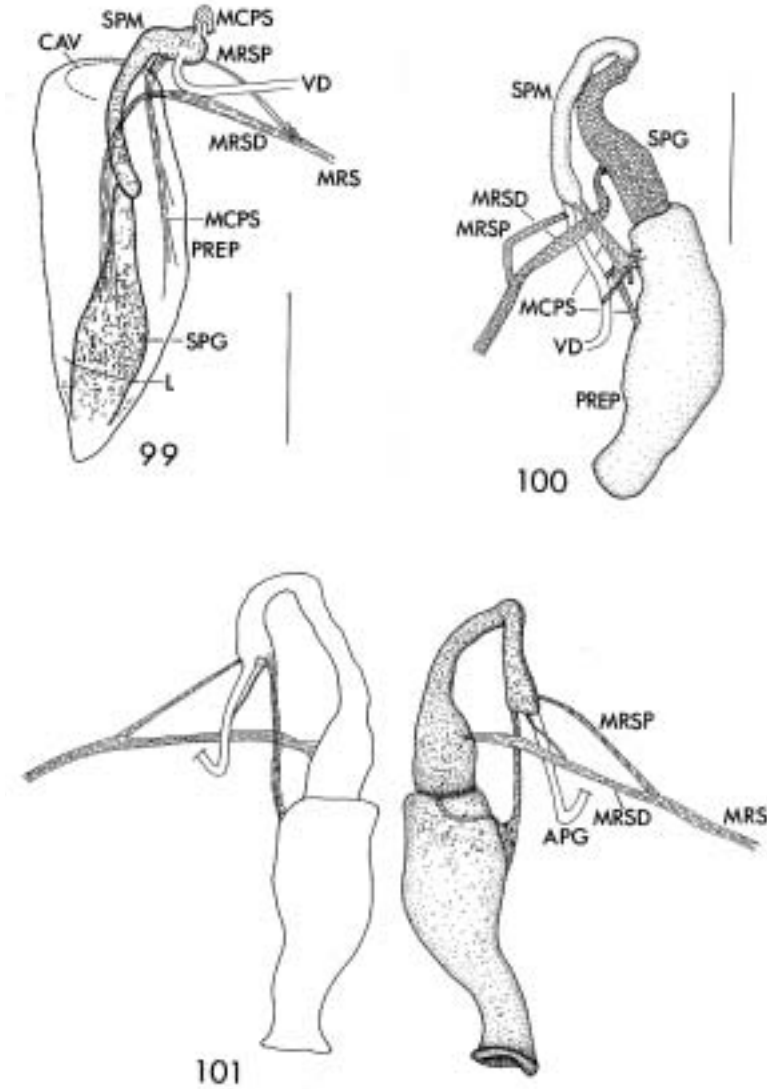 SPM
MCPS
CAV
MRSP
VD
MRSD
MRS
MCPS
PREP
SPG
L
99
SPM
SPG
MRSD
MRSP
MCPS
VD
PREP
100
MRSP
MRSD
MRS
APG
101